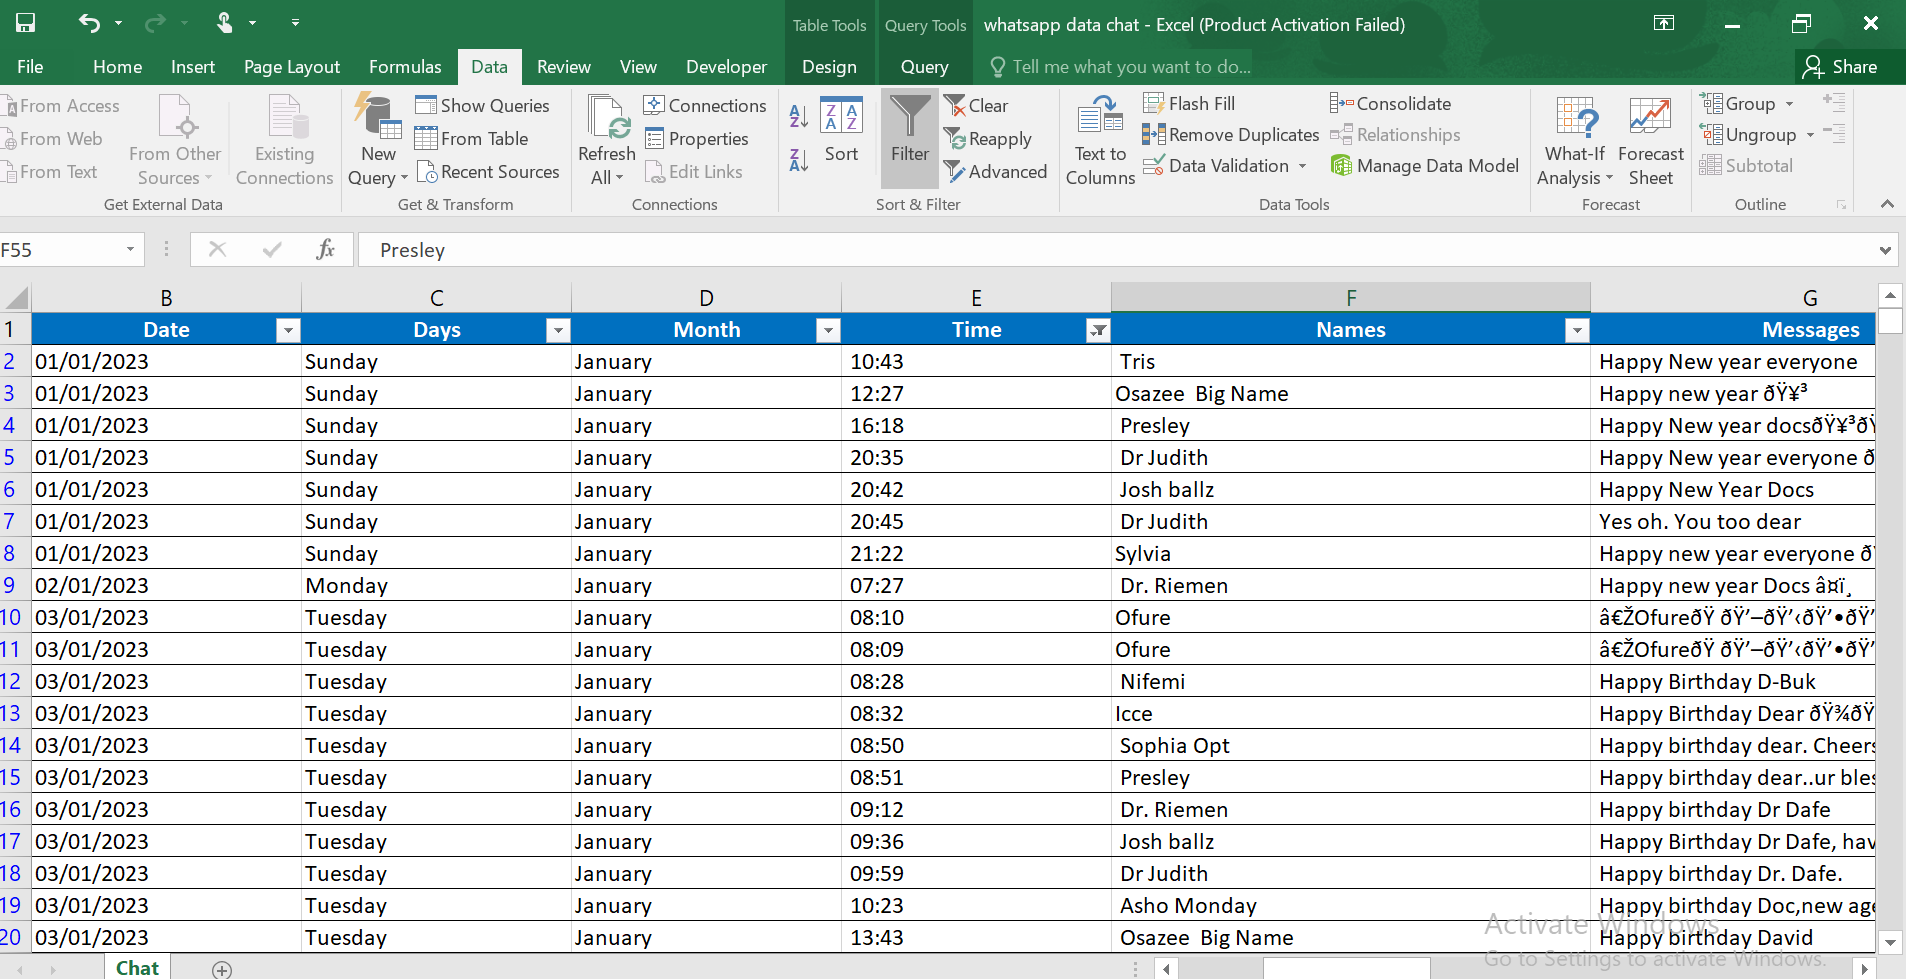 Table Tools Query Tools whatsapp data chat - Excel (Product Activation Failed)
File Home Insert Page Layout Formulas Data Review View Developer Design Query Tell me what you want to do... Share
From Access From Web From Text From Other Sources Existing Connections
New Query Show Queries From Table Recent Sources
Refresh All Connections Properties Edit Links
Sort Filter Clear Reapply Advanced
Text to Columns Flash Fill Remove Duplicates Data Validation Consolidate Relationships Manage Data Model
What-If Analysis Forecast Sheet Group Ungroup Subtotal
Get External Data Get & Transform Connections Sort & Filter Data Tools Forecast Outline
F55 fx Presley
B C D E F G
1 Date Days Month Time Names Messages
2 01/01/2023 Sunday January 10:43 Tris Happy New year everyone
3 01/01/2023 Sunday January 12:27 Osazee Big Name Happy new year ðŸ¥³
4 01/01/2023 Sunday January 16:18 Presley Happy New year docsðŸ¥³ðŸ
5 01/01/2023 Sunday January 20:35 Dr Judith Happy New year everyone ð
6 01/01/2023 Sunday January 20:42 Josh ballz Happy New Year Docs
7 01/01/2023 Sunday January 20:45 Dr Judith Yes oh. You too dear
8 01/01/2023 Sunday January 21:22 Sylvia Happy new year everyone ðŸ
9 02/01/2023 Monday January 07:27 Dr. Riemen Happy new year Docs â¤ï¸
10 03/01/2023 Tuesday January 08:10 Ofure â€ŽOfureðŸ ðŸ’–ðŸ’‹ðŸ’•ðŸ’
11 03/01/2023 Tuesday January 08:09 Ofure â€ŽOfureðŸ ðŸ’–ðŸ’‹ðŸ’•ðŸ’
12 03/01/2023 Tuesday January 08:28 Nifemi Happy Birthday D-Buk
13 03/01/2023 Tuesday January 08:32 Icce Happy Birthday Dear ðŸ¾ðŸ
14 03/01/2023 Tuesday January 08:50 Sophia Opt Happy birthday dear. Cheers
15 03/01/2023 Tuesday January 08:51 Presley Happy birthday dear..ur bles
16 03/01/2023 Tuesday January 09:12 Dr. Riemen Happy birthday Dr Dafe
17 03/01/2023 Tuesday January 09:36 Josh ballz Happy Birthday Dr Dafe, hav
18 03/01/2023 Tuesday January 09:59 Dr Judith Happy birthday Dr. Dafe.
19 03/01/2023 Tuesday January 10:23 Asho Monday Happy birthday Doc,new age
20 03/01/2023 Tuesday January 13:43 Osazee Big Name Happy birthday David
Activate Windows
Go to Settings to activate Windows.
Chat